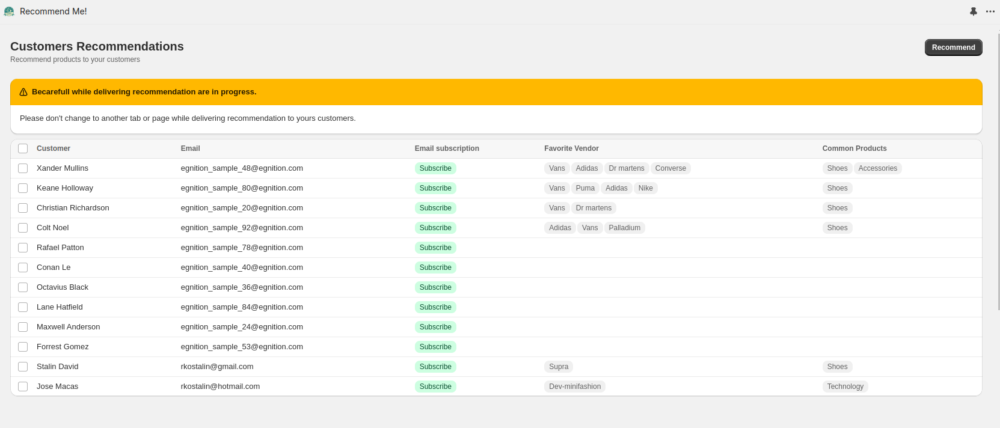 Recommend Me!
Customers Recommendations
Recommend
Recommend products to your customers
Becarefull while delivering recommendation are in progress.
Please don't change to another tab or page while delivering recommendation to yours customers.
Customer Email Email subscription Favorite Vendor Common Products
Xander Mullins egnition_sample_48@egnition.com Subscribe Vans Adidas Dr martens Converse Shoes Accessories
Keane Holloway egnition_sample_80@egnition.com Subscribe Vans Puma Adidas Nike Shoes
Christian Richardson egnition_sample_20@egnition.com Subscribe Vans Dr martens Shoes
Colt Noel egnition_sample_92@egnition.com Subscribe Adidas Vans Palladium Shoes
Rafael Patton egnition_sample_78@egnition.com Subscribe
Conan Le egnition_sample_40@egnition.com Subscribe
Octavius Black egnition_sample_36@egnition.com Subscribe
Lane Hatfield egnition_sample_84@egnition.com Subscribe
Maxwell Anderson egnition_sample_24@egnition.com Subscribe
Forrest Gomez egnition_sample_53@egnition.com Subscribe
Stalin David rkostalin@gmail.com Subscribe Supra Shoes
Jose Macas rkostalin@hotmail.com Subscribe Dev-minifashion Technology